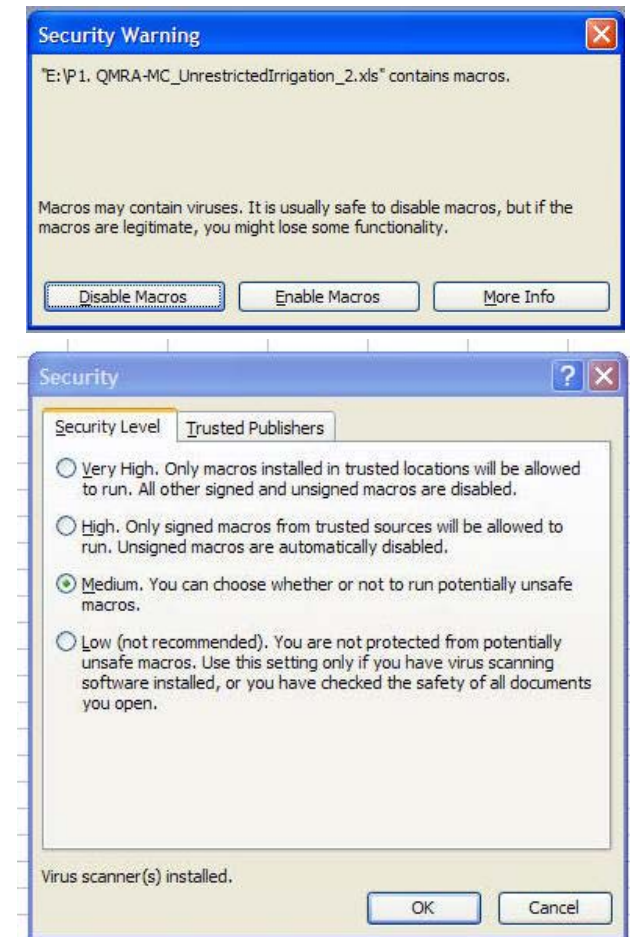 Security Warning
"E:\P1. QMRA-MC_UnrestrictedIrrigation_2.xls" contains macros.
Macros may contain viruses. It is usually safe to disable macros, but if the
macros are legitimate, you might lose some functionality.
Disable Macros
Enable Macros
More Info
Security
Security Level
Trusted Publishers
Very High. Only macros installed in trusted locations will be allowed
to run. All other signed and unsigned macros are disabled.
High. Only signed macros from trusted sources will be allowed to
run. Unsigned macros are automatically disabled.
Medium. You can choose whether or not to run potentially unsafe
macros.
Low (not recommended). You are not protected from potentially
unsafe macros. Use this setting only if you have virus scanning
software installed, or you have checked the safety of all documents
you open.
Virus scanner(s) installed.
OK
Cancel